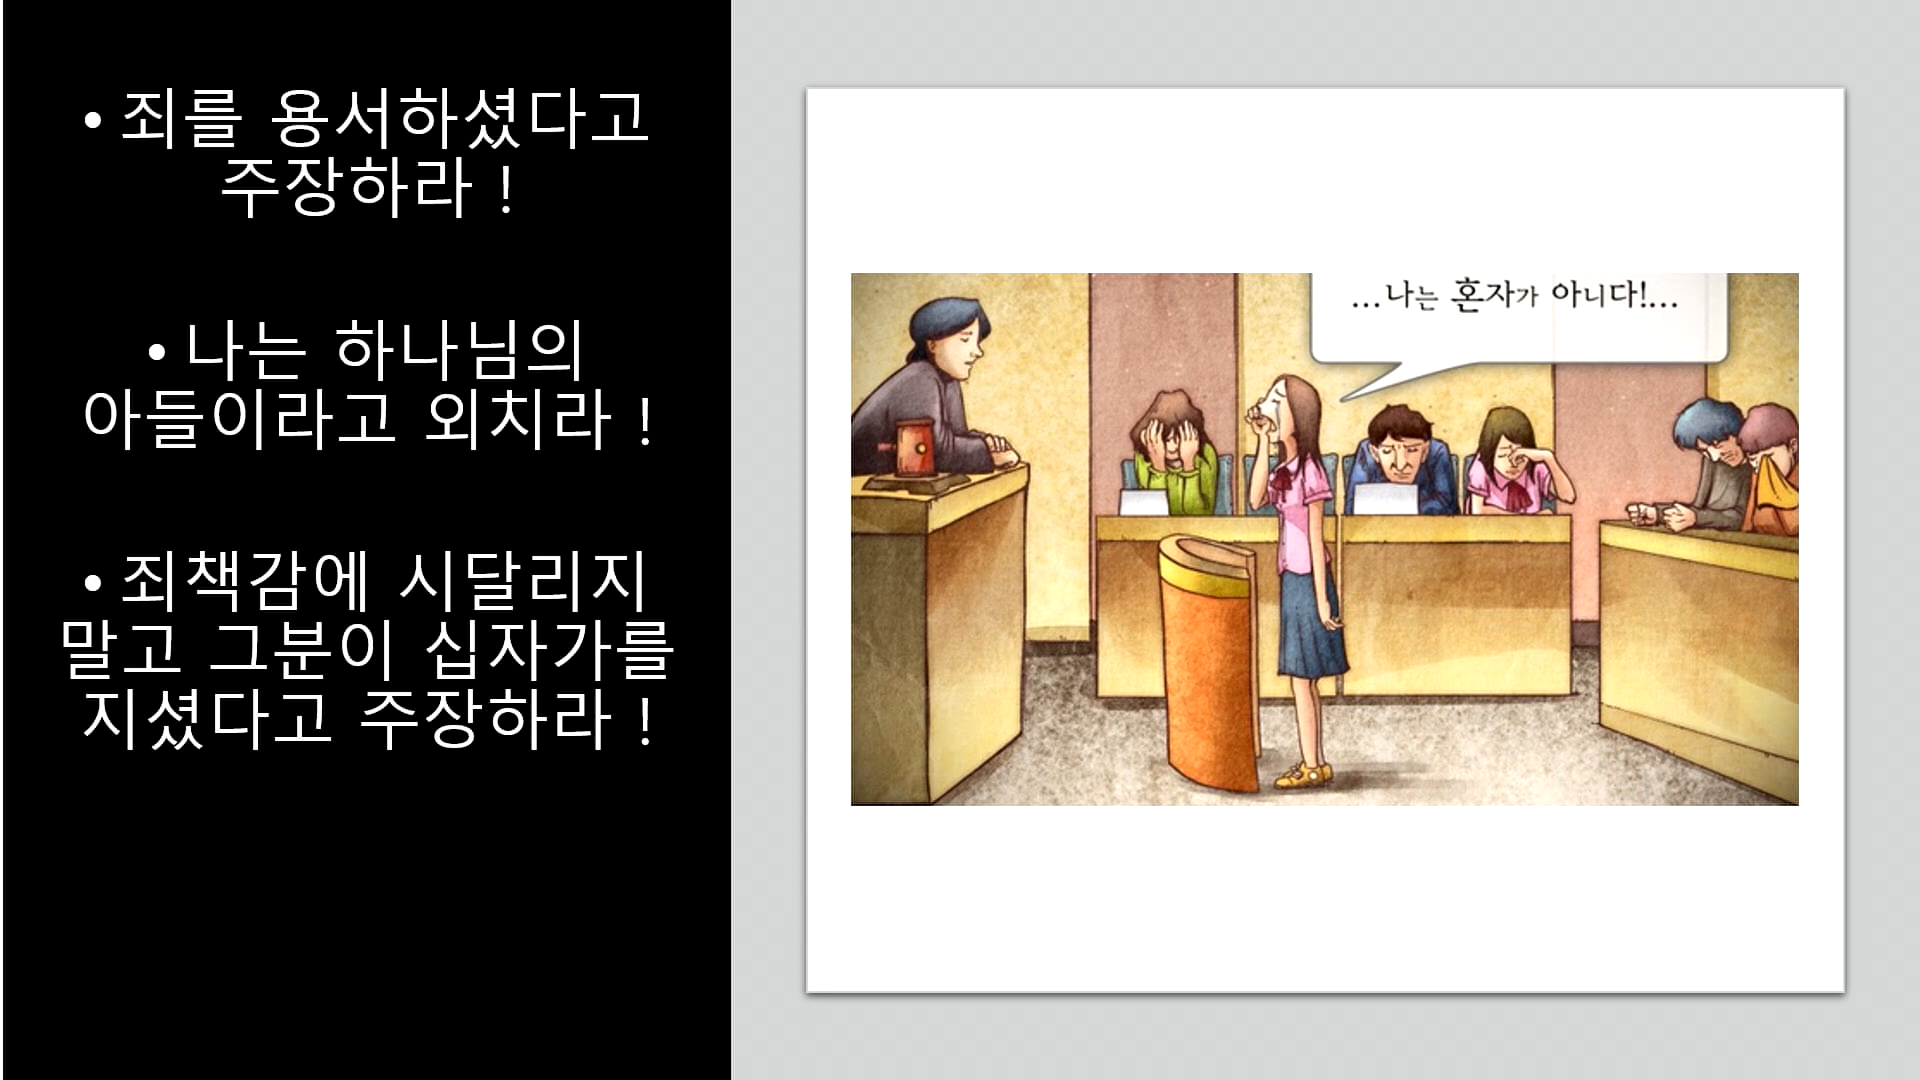 • 죄를 용서하셨다고
주장하라 !
• 나는 하나님의
아들이라고 외치라 !
• 죄책감에 시달리지
말고 그분이 십자가를
지셨다고 주장하라 !
...나는 혼자가 아니다!...